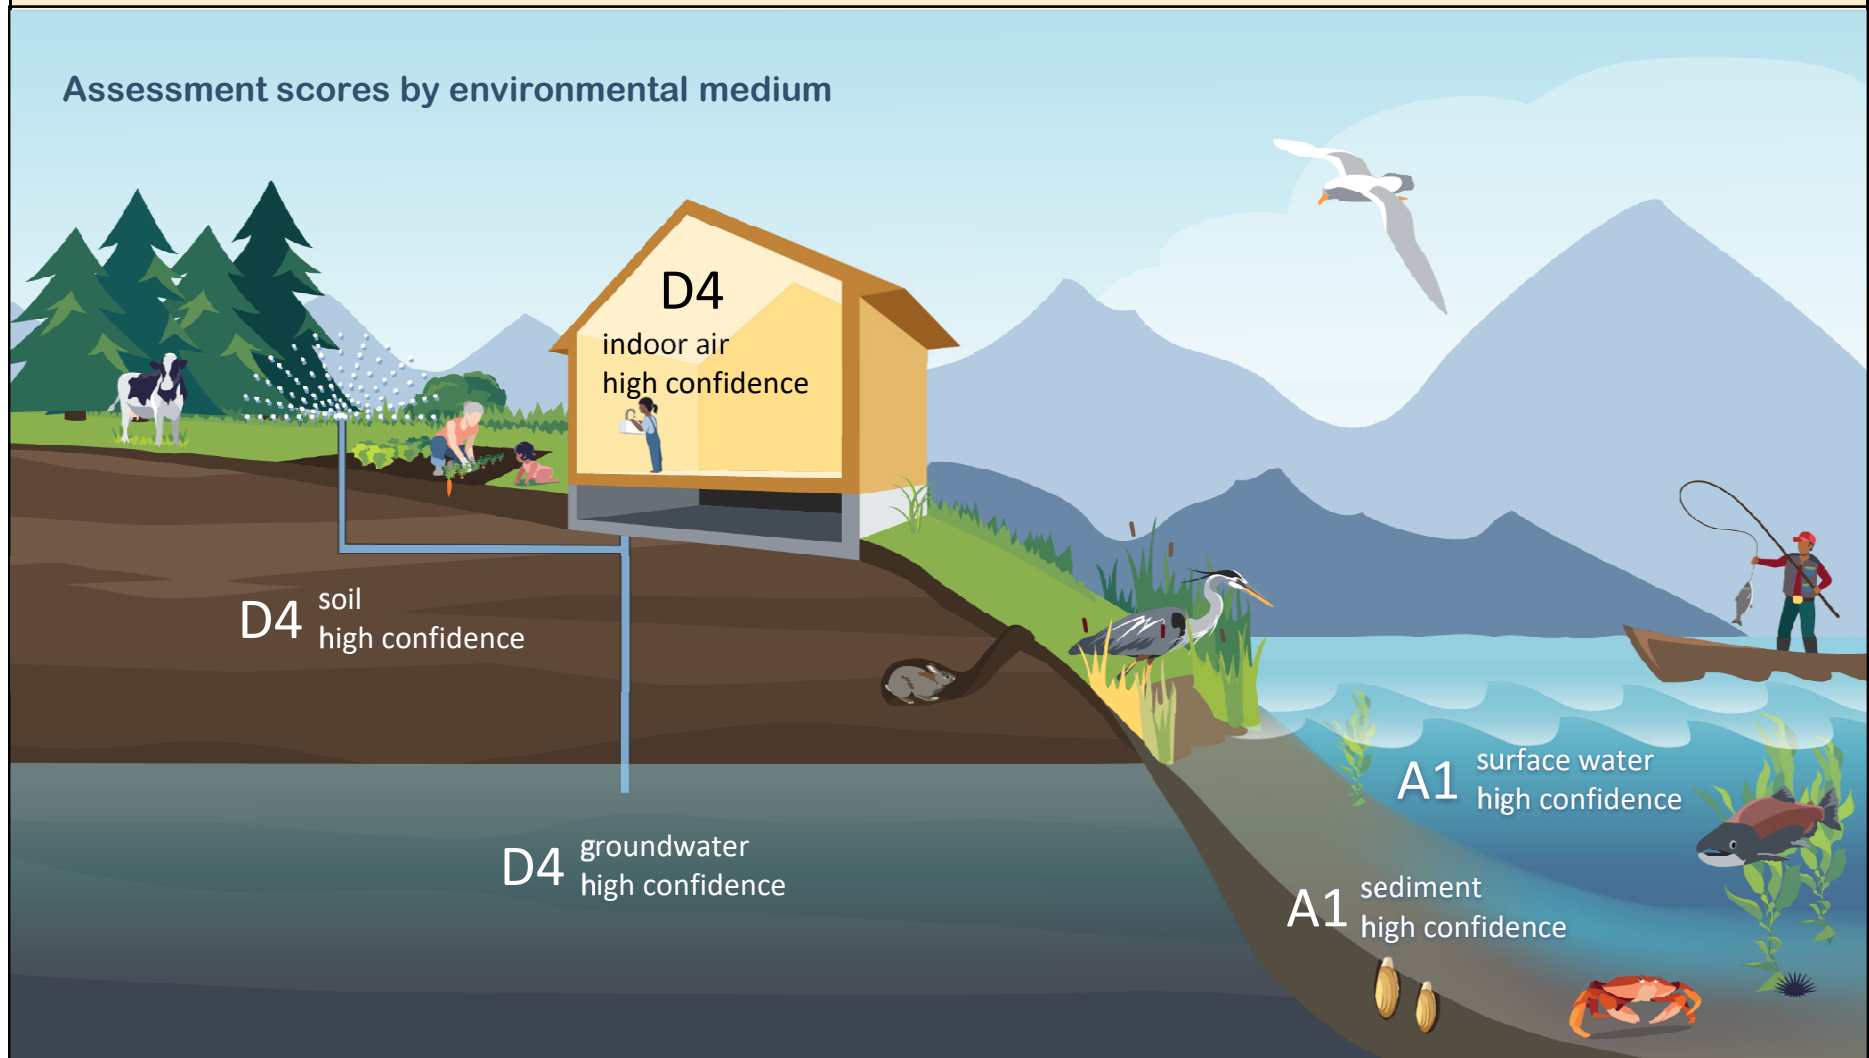 Assessment scores by environmental medium
D4
indoor air
high confidence
D4
soil
high confidence
D4
groundwater
high confidence
A1
surface water
high confidence
A1
sediment
high confidence